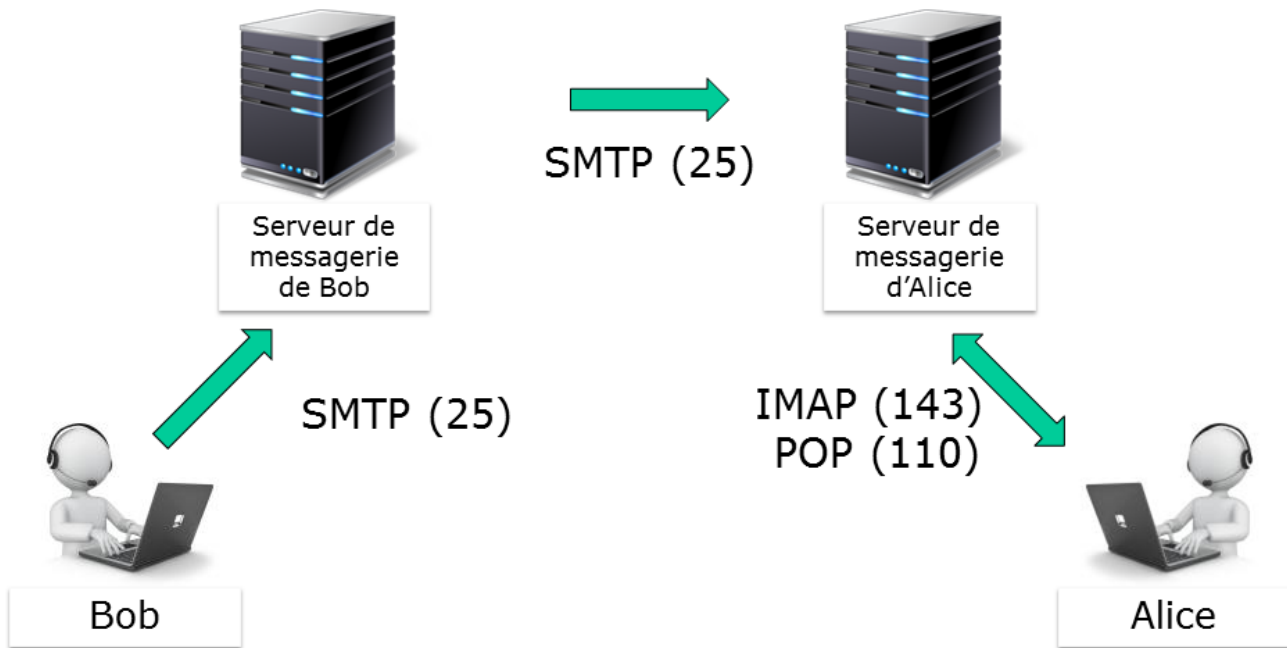 SMTP (25)
Serveur de
messagerie
de Bob
Serveur de
messagerie
d’Alice
SMTP (25)
IMAP (143)
POP (110)
Bob
Alice